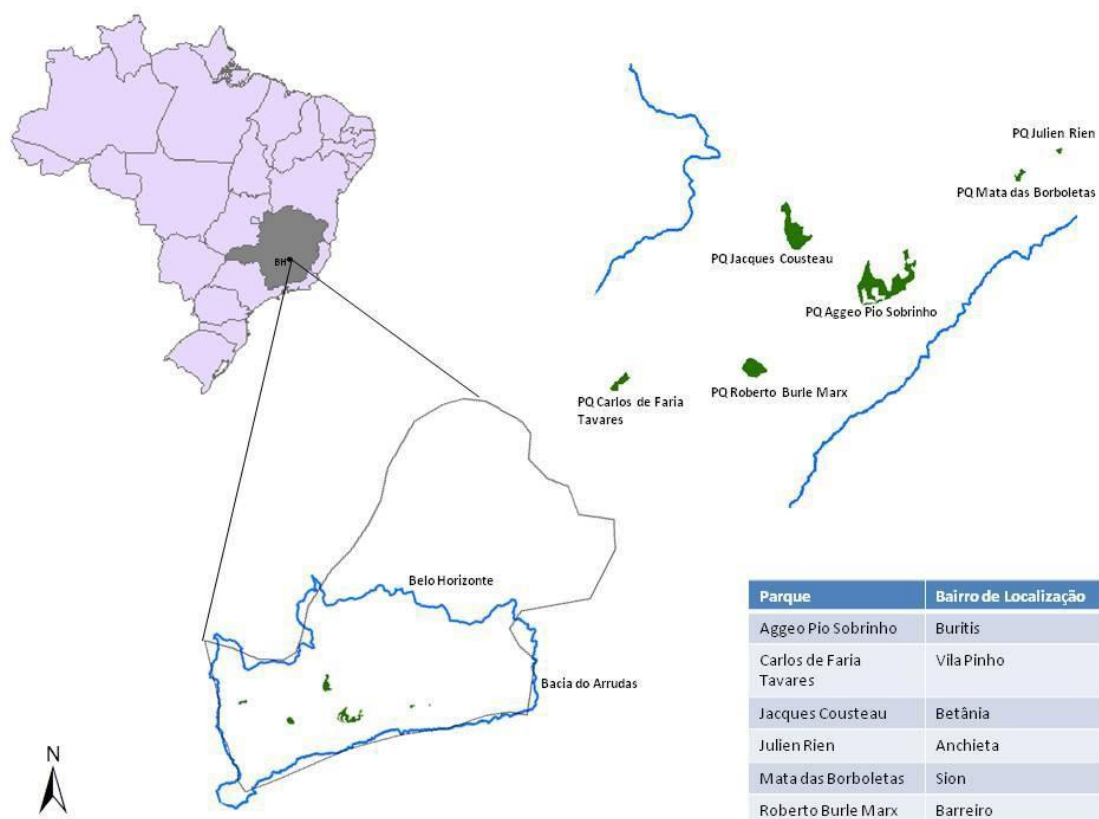 BH
PQ Julien Rien
PQ Mata das Borboletas
PQ Jacques Cousteau
PQ Aggeo Pio Sobrinho
PQ Carlos de Faria
Tavares
PQ Roberto Burle Marx
Belo Horizonte
Bacia do Arrudas
N
Parque Bairro de Localização
Aggeo Pio Sobrinho Buritis
Carlos de Faria Vila Pinho
Tavares
Jacques Cousteau Betânia
Julien Rien Anchieta
Mata das Borboletas Sion
Roberto Burle Marx Barreiro